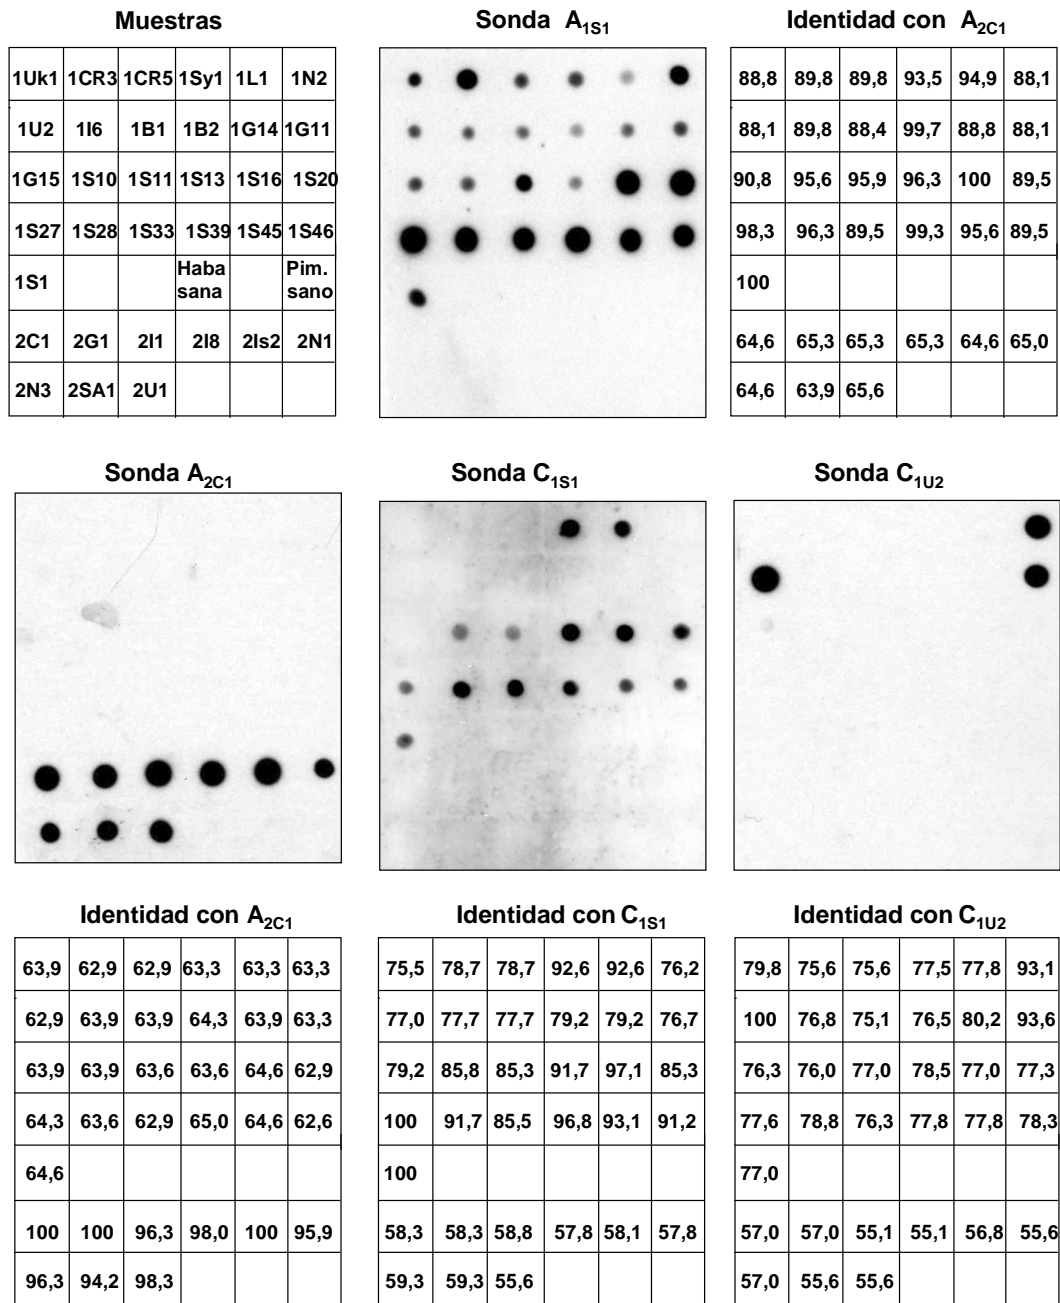 Muestras
Sonda A1S1
Identidad con A2C1
1Uk1 1CR3 1CR5 1Sy1 1L1 1N2
1U2 1I6 1B1 1B2 1G14 1G11
1G15 1S10 1S11 1S13 1S16 1S20
1S27 1S28 1S33 1S39 1S45 1S46
1S1 Haba sana Pim. sano
2C1 2G1 2I1 2I8 2Is2 2N1
2N3 2SA1 2U1
88,8 89,8 89,8 93,5 94,9 88,1
88,1 89,8 88,4 99,7 88,8 88,1
90,8 95,6 95,9 96,3 100 89,5
98,3 96,3 89,5 99,3 95,6 89,5
100
64,6 65,3 65,3 65,3 64,6 65,0
64,6 63,9 65,6
Sonda A2C1
Sonda C1S1
Sonda C1U2
Identidad con A2C1
Identidad con C1S1
Identidad con C1U2
63,9 62,9 62,9 63,3 63,3 63,3
62,9 63,9 63,9 64,3 63,9 63,3
63,9 63,9 63,6 63,6 64,6 62,9
64,3 63,6 62,9 65,0 64,6 62,6
64,6
100 100 96,3 98,0 100 95,9
96,3 94,2 98,3
75,5 78,7 78,7 92,6 92,6 76,2
77,0 77,7 77,7 79,2 79,2 76,7
79,2 85,8 85,3 91,7 97,1 85,3
100 91,7 85,5 96,8 93,1 91,2
100
58,3 58,3 58,8 57,8 58,1 57,8
59,3 59,3 55,6
79,8 75,6 75,6 77,5 77,8 93,1
100 76,8 75,1 76,5 80,2 93,6
76,3 76,0 77,0 78,5 77,0 77,3
77,6 78,8 76,3 77,8 77,8 78,3
77,0
57,0 57,0 55,1 55,1 56,8 55,6
57,0 55,6 55,6